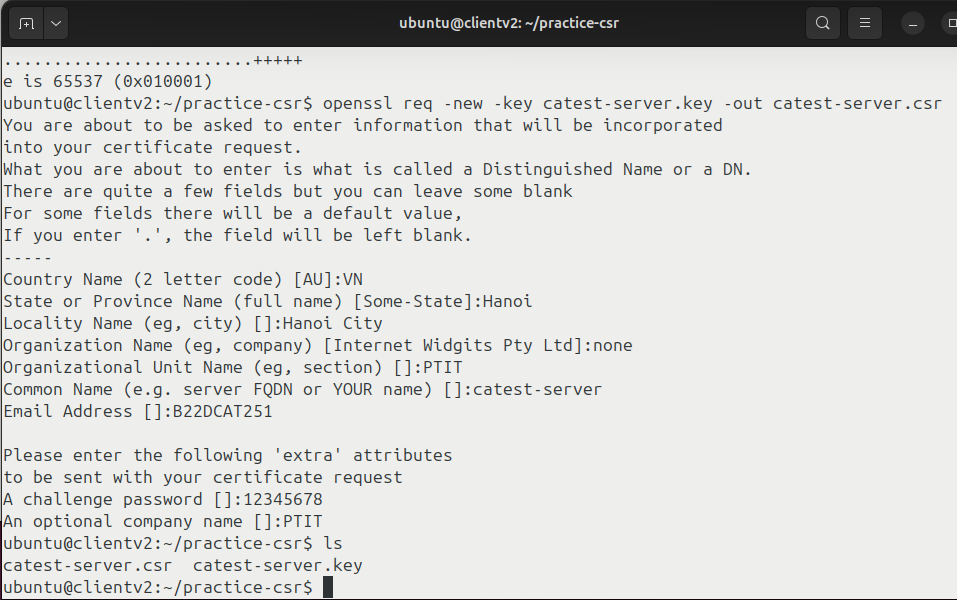 ubuntu@clientv2: ~/practice-csr
.........................+++++
e is 65537 (0x010001)
ubuntu@clientv2:~/practice-csr$ openssl req -new -key catest-server.key -out catest-server.csr
You are about to be asked to enter information that will be incorporated
into your certificate request.
What you are about to enter is what is called a Distinguished Name or a DN.
There are quite a few fields but you can leave some blank
For some fields there will be a default value,
If you enter '.', the field will be left blank.
-----
Country Name (2 letter code) [AU]:VN
State or Province Name (full name) [Some-State]:Hanoi
Locality Name (eg, city) []:Hanoi City
Organization Name (eg, company) [Internet Widgits Pty Ltd]:none
Organizational Unit Name (eg, section) []:PTIT
Common Name (e.g. server FQDN or YOUR name) []:catest-server
Email Address []:B22DCAT251
Please enter the following 'extra' attributes
to be sent with your certificate request
A challenge password []:12345678
An optional company name []:PTIT
ubuntu@clientv2:~/practice-csr$ ls
catest-server.csr  catest-server.key
ubuntu@clientv2:~/practice-csr$